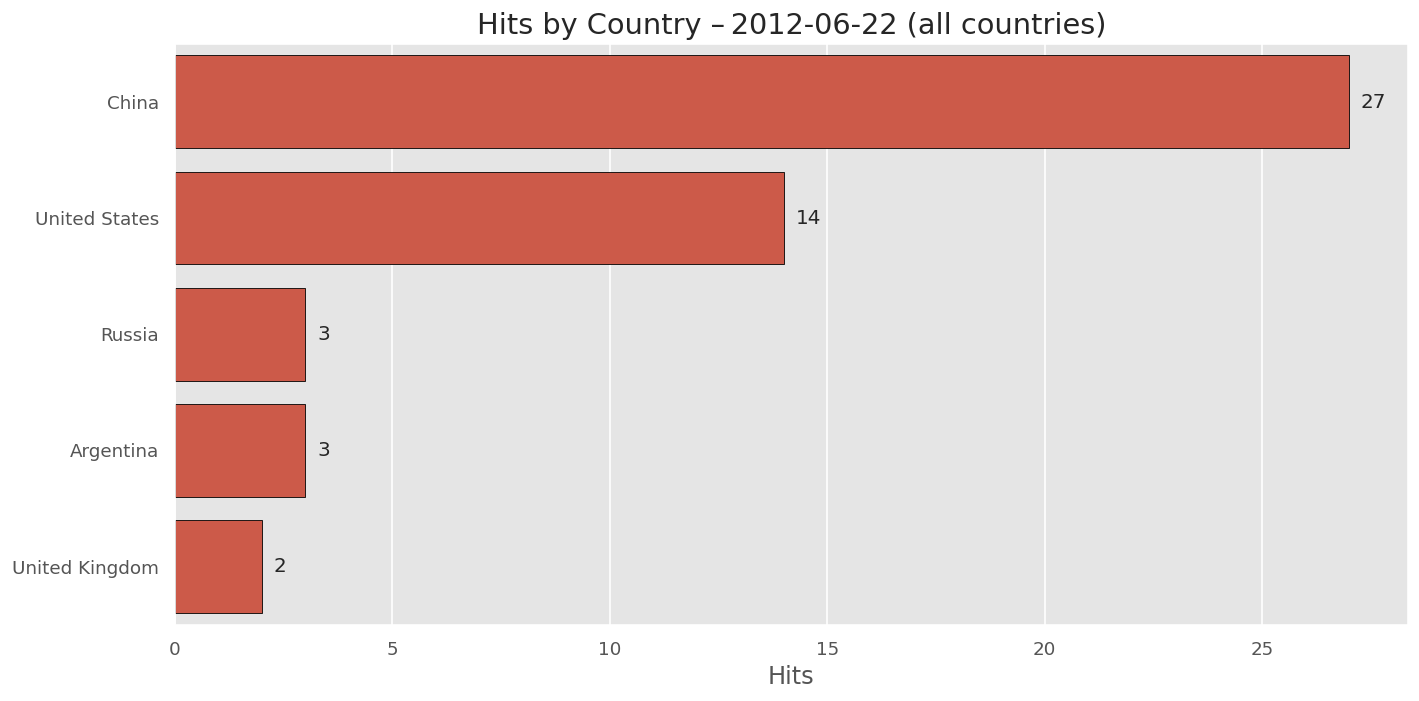 Hits by Country – 2012-06-22 (all countries)
China
27
United States
14
Russia
3
Argentina
3
United Kingdom
2
0 5 10 15 20 25
Hits